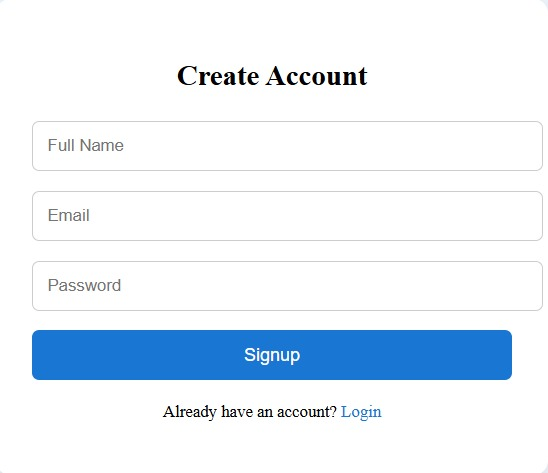 Create Account
Full Name
Email
Password
Signup
Already have an account? Login